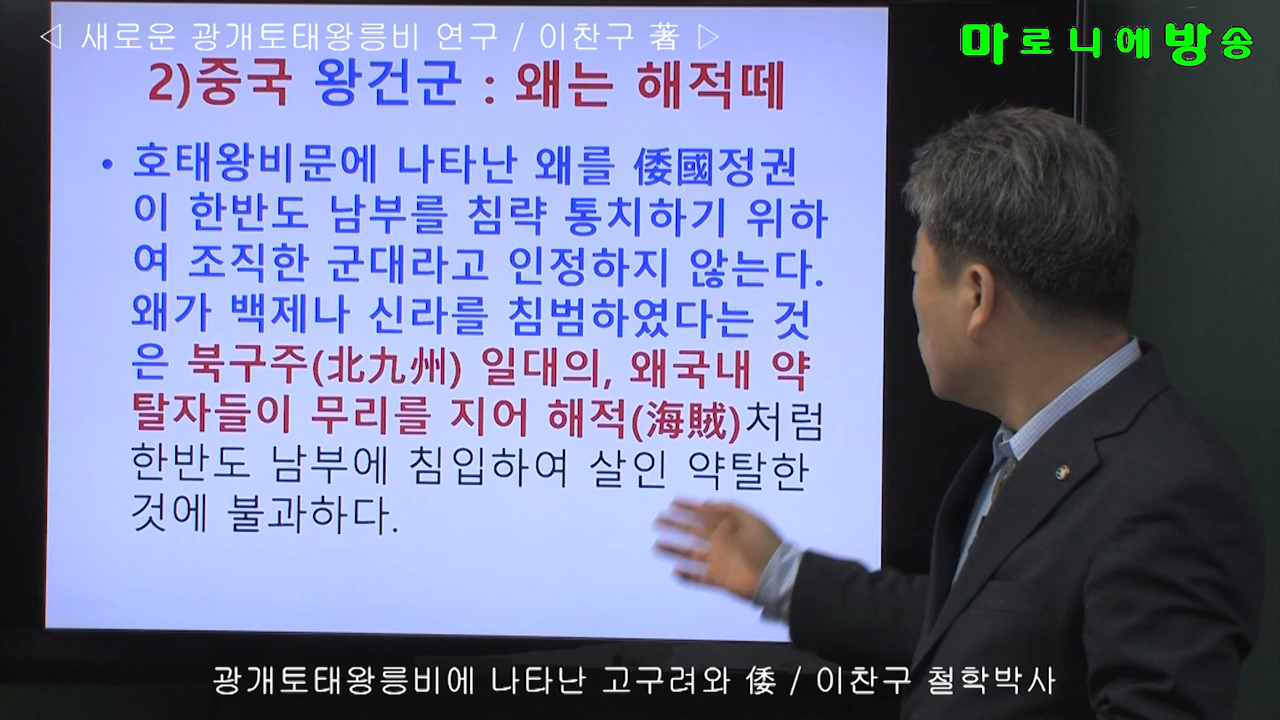 ◁ 새로운 광개토태왕릉비 연구 / 이찬구 著 ▷
마로니에방송
2)중국 왕건군 : 왜는 해적떼
• 호태왕비문에 나타난 왜를 倭國정권
이 한반도 남부를 침략 통치하기 위하
여 조직한 군대라고 인정하지 않는다.
왜가 백제나 신라를 침범하였다는 것
은 북구주(北九州) 일대의, 왜국내 약
탈자들이 무리를 지어 해적(海賊)처럼
한반도 남부에 침입하여 살인 약탈한
것에 불과하다.
광개토태왕릉비에 나타난 고구려와 倭 / 이찬구 철학박사